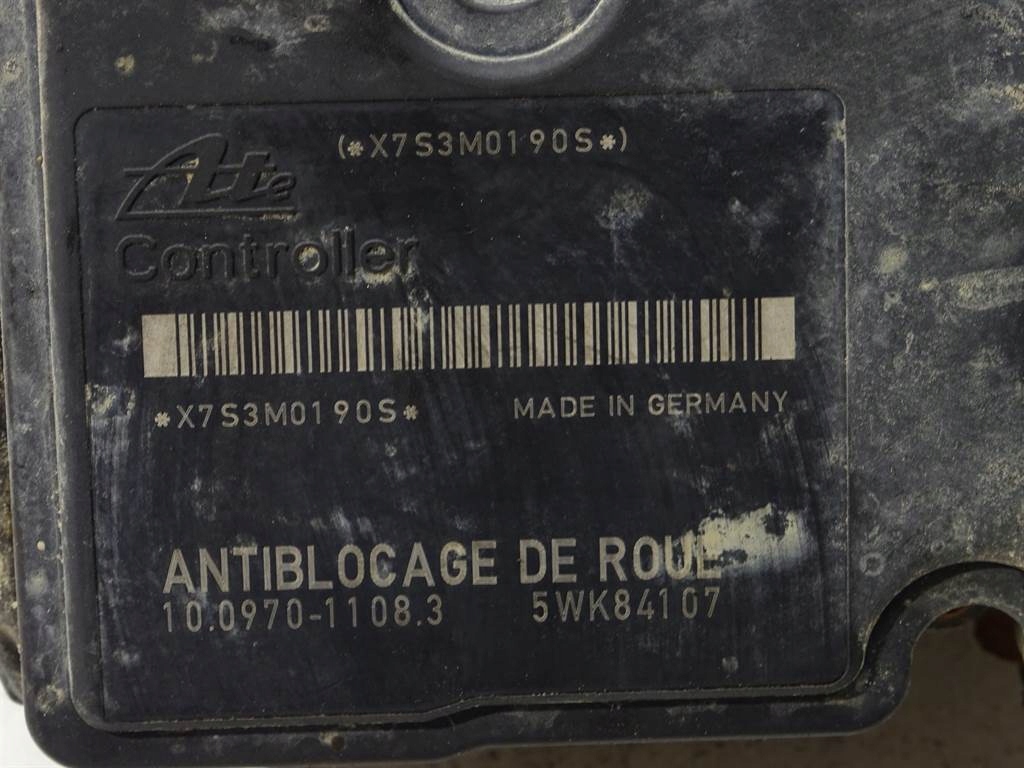 (*X7S3M0190S*)
Ate
Controller
*X7S3M0190S* MADE IN GERMANY
ANTIBLOCAGE DE ROUE
10.0970-1108.3 5WK84107